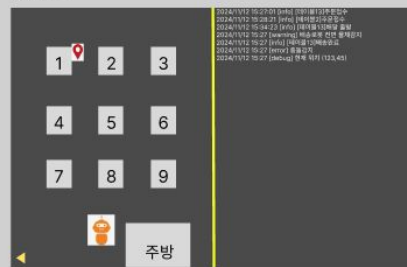 1
2
3
4
5
6
7
8
9
주방
2024/11/12 15:27:01 [info] [테이블1]주문접수
2024/11/12 15:28:21 [info] [테이블2]주문접수
2024/11/12 15:34:23 [info] [테이블1]배달 출발
2024/11/12 15:27 [warning] 배송로봇 전면 물체감지
2024/11/12 15:27 [info] [테이블1]배송완료
2024/11/12 15:27 [error] 충돌감지
2024/11/12 15:27 [debug] 현재 위치 (123,45)